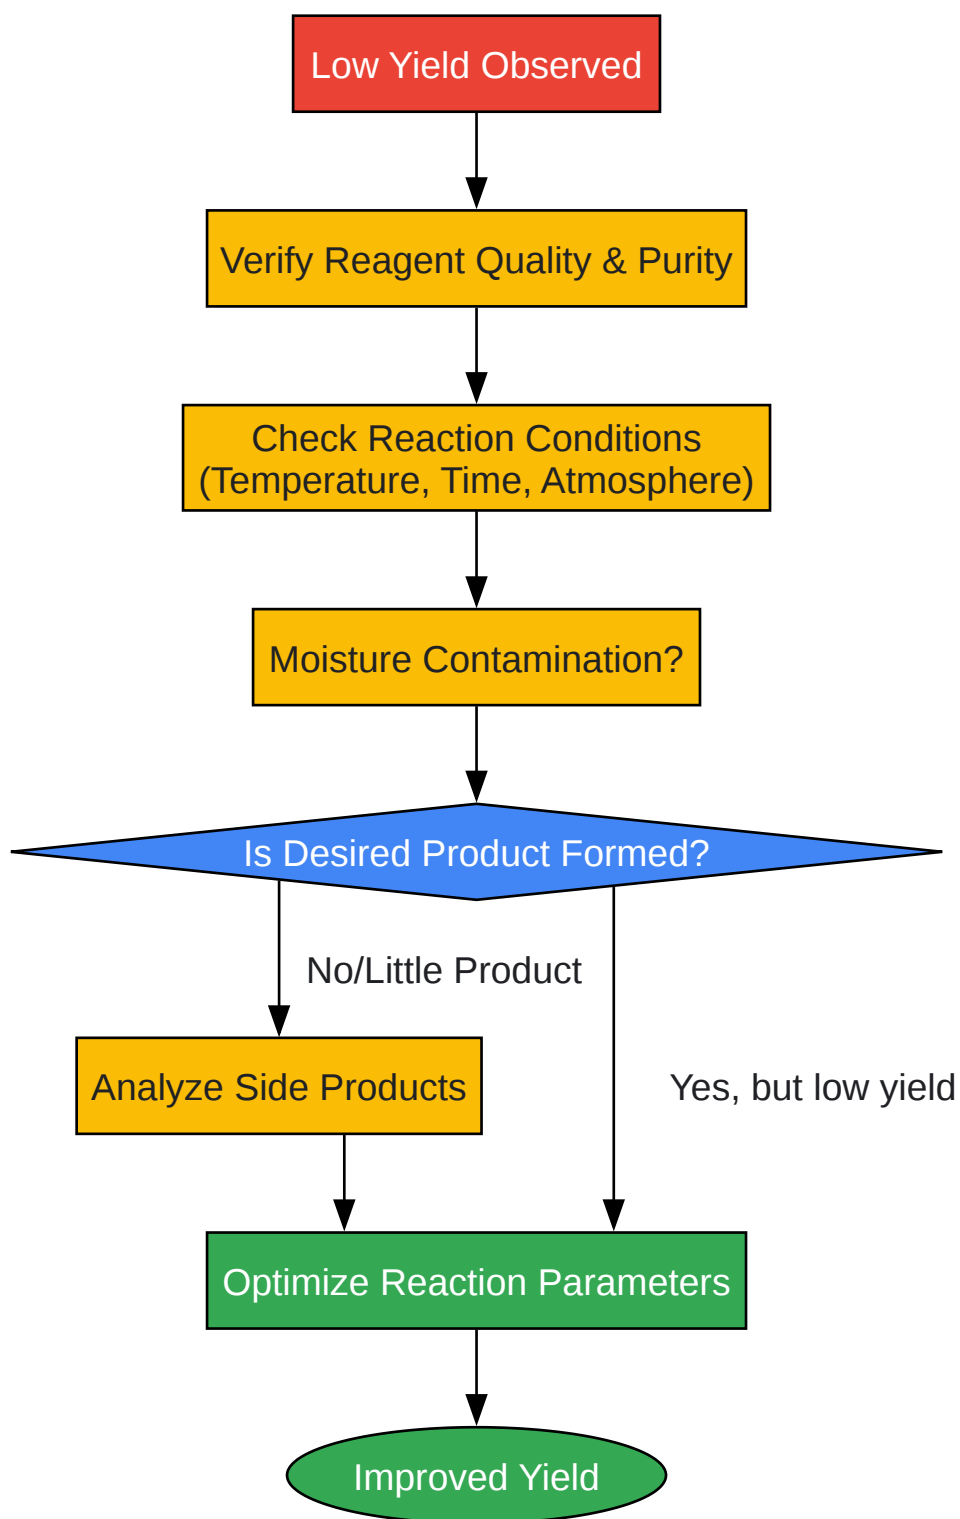 Low Yield Observed
Verify Reagent Quality & Purity
Check Reaction Conditions
(Temperature, Time, Atmosphere)
Moisture Contamination?
Is Desired Product Formed?
No/Little Product
Analyze Side Products
Yes, but low yield
Optimize Reaction Parameters
Improved Yield